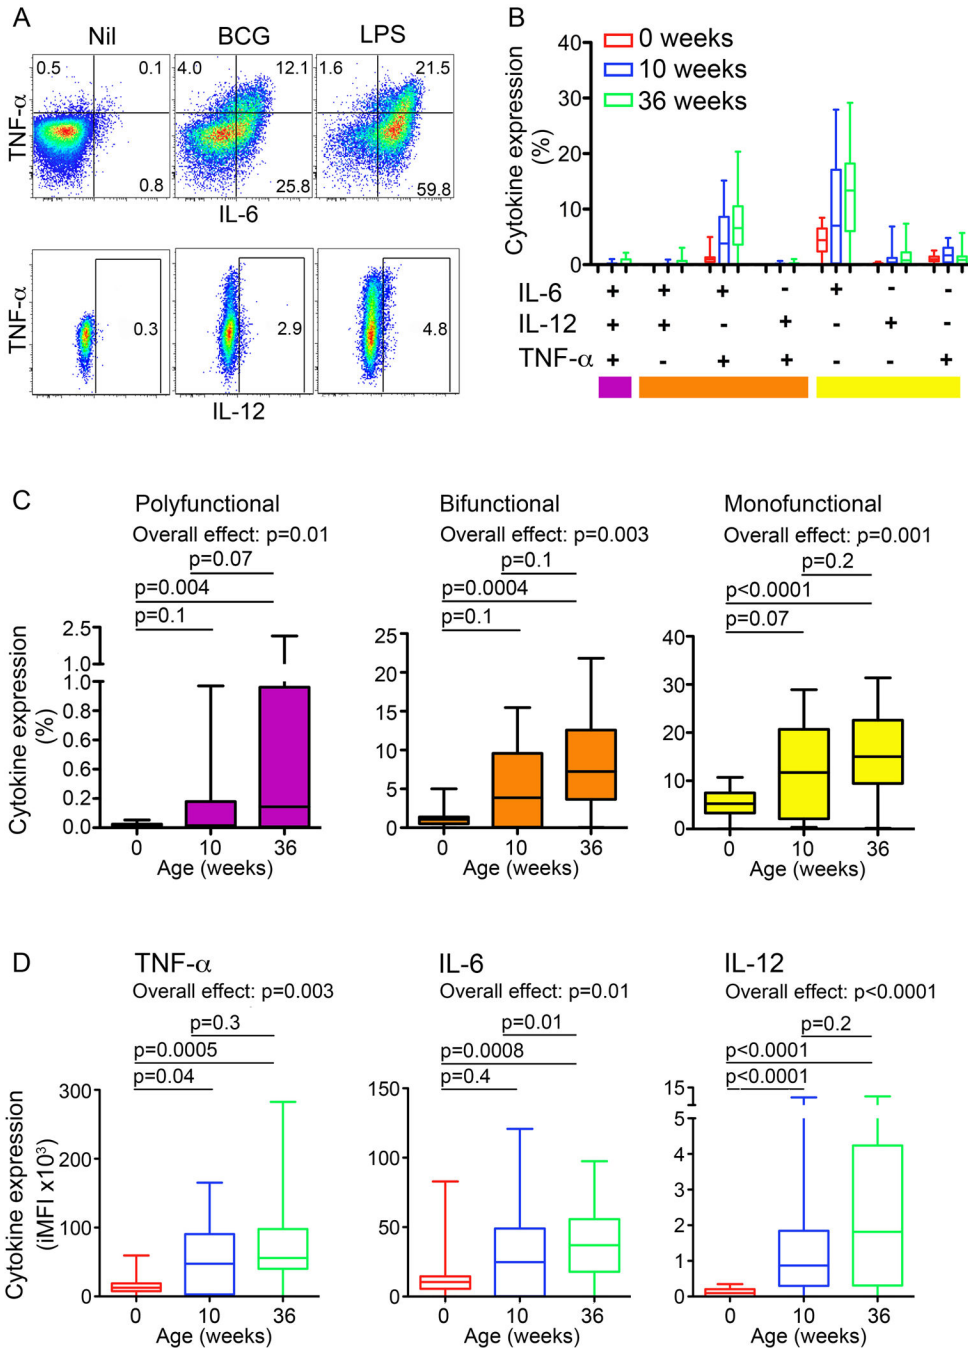 A
Nil BCG LPS
TNF-α
0.5 0.1 4.0 12.1 1.6 21.5
0.8 25.8 59.8
IL-6
TNF-α
0.3 2.9 4.8
IL-12
B
Cytokine expression
(%)
40
30
20
10
0
0 weeks
10 weeks
36 weeks
IL-6 + + + - + - -
IL-12 + + - + - + -
TNF-α + - + + - - +
C
Polyfunctional
Overall effect: p=0.01
p=0.07
p=0.004
p=0.1
Cytokine expression
(%)
2.5
1.0
1.0
0.8
0.6
0.6
0.2
0.0
0 10 36
Age (weeks)
Bifunctional
Overall effect: p=0.003
p=0.1
p=0.0004
p=0.1
25
20
15
10
5
0
0 10 36
Age (weeks)
Monofunctional
Overall effect: p=0.001
p=0.2
p<0.0001
p=0.07
40
30
20
10
0
0 10 36
Age (weeks)
D
TNF-α
Overall effect: p=0.003
p=0.3
p=0.0005
p=0.04
Cytokine expression
(iMFI x10³)
300
200
100
0
0 10 36
Age (weeks)
IL-6
Overall effect: p=0.01
p=0.01
p=0.0008
p=0.4
150
100
50
0
0 10 36
Age (weeks)
IL-12
Overall effect: p<0.0001
p=0.2
p<0.0001
p<0.0001
15
5
4
3
2
1
0
0 10 36
Age (weeks)